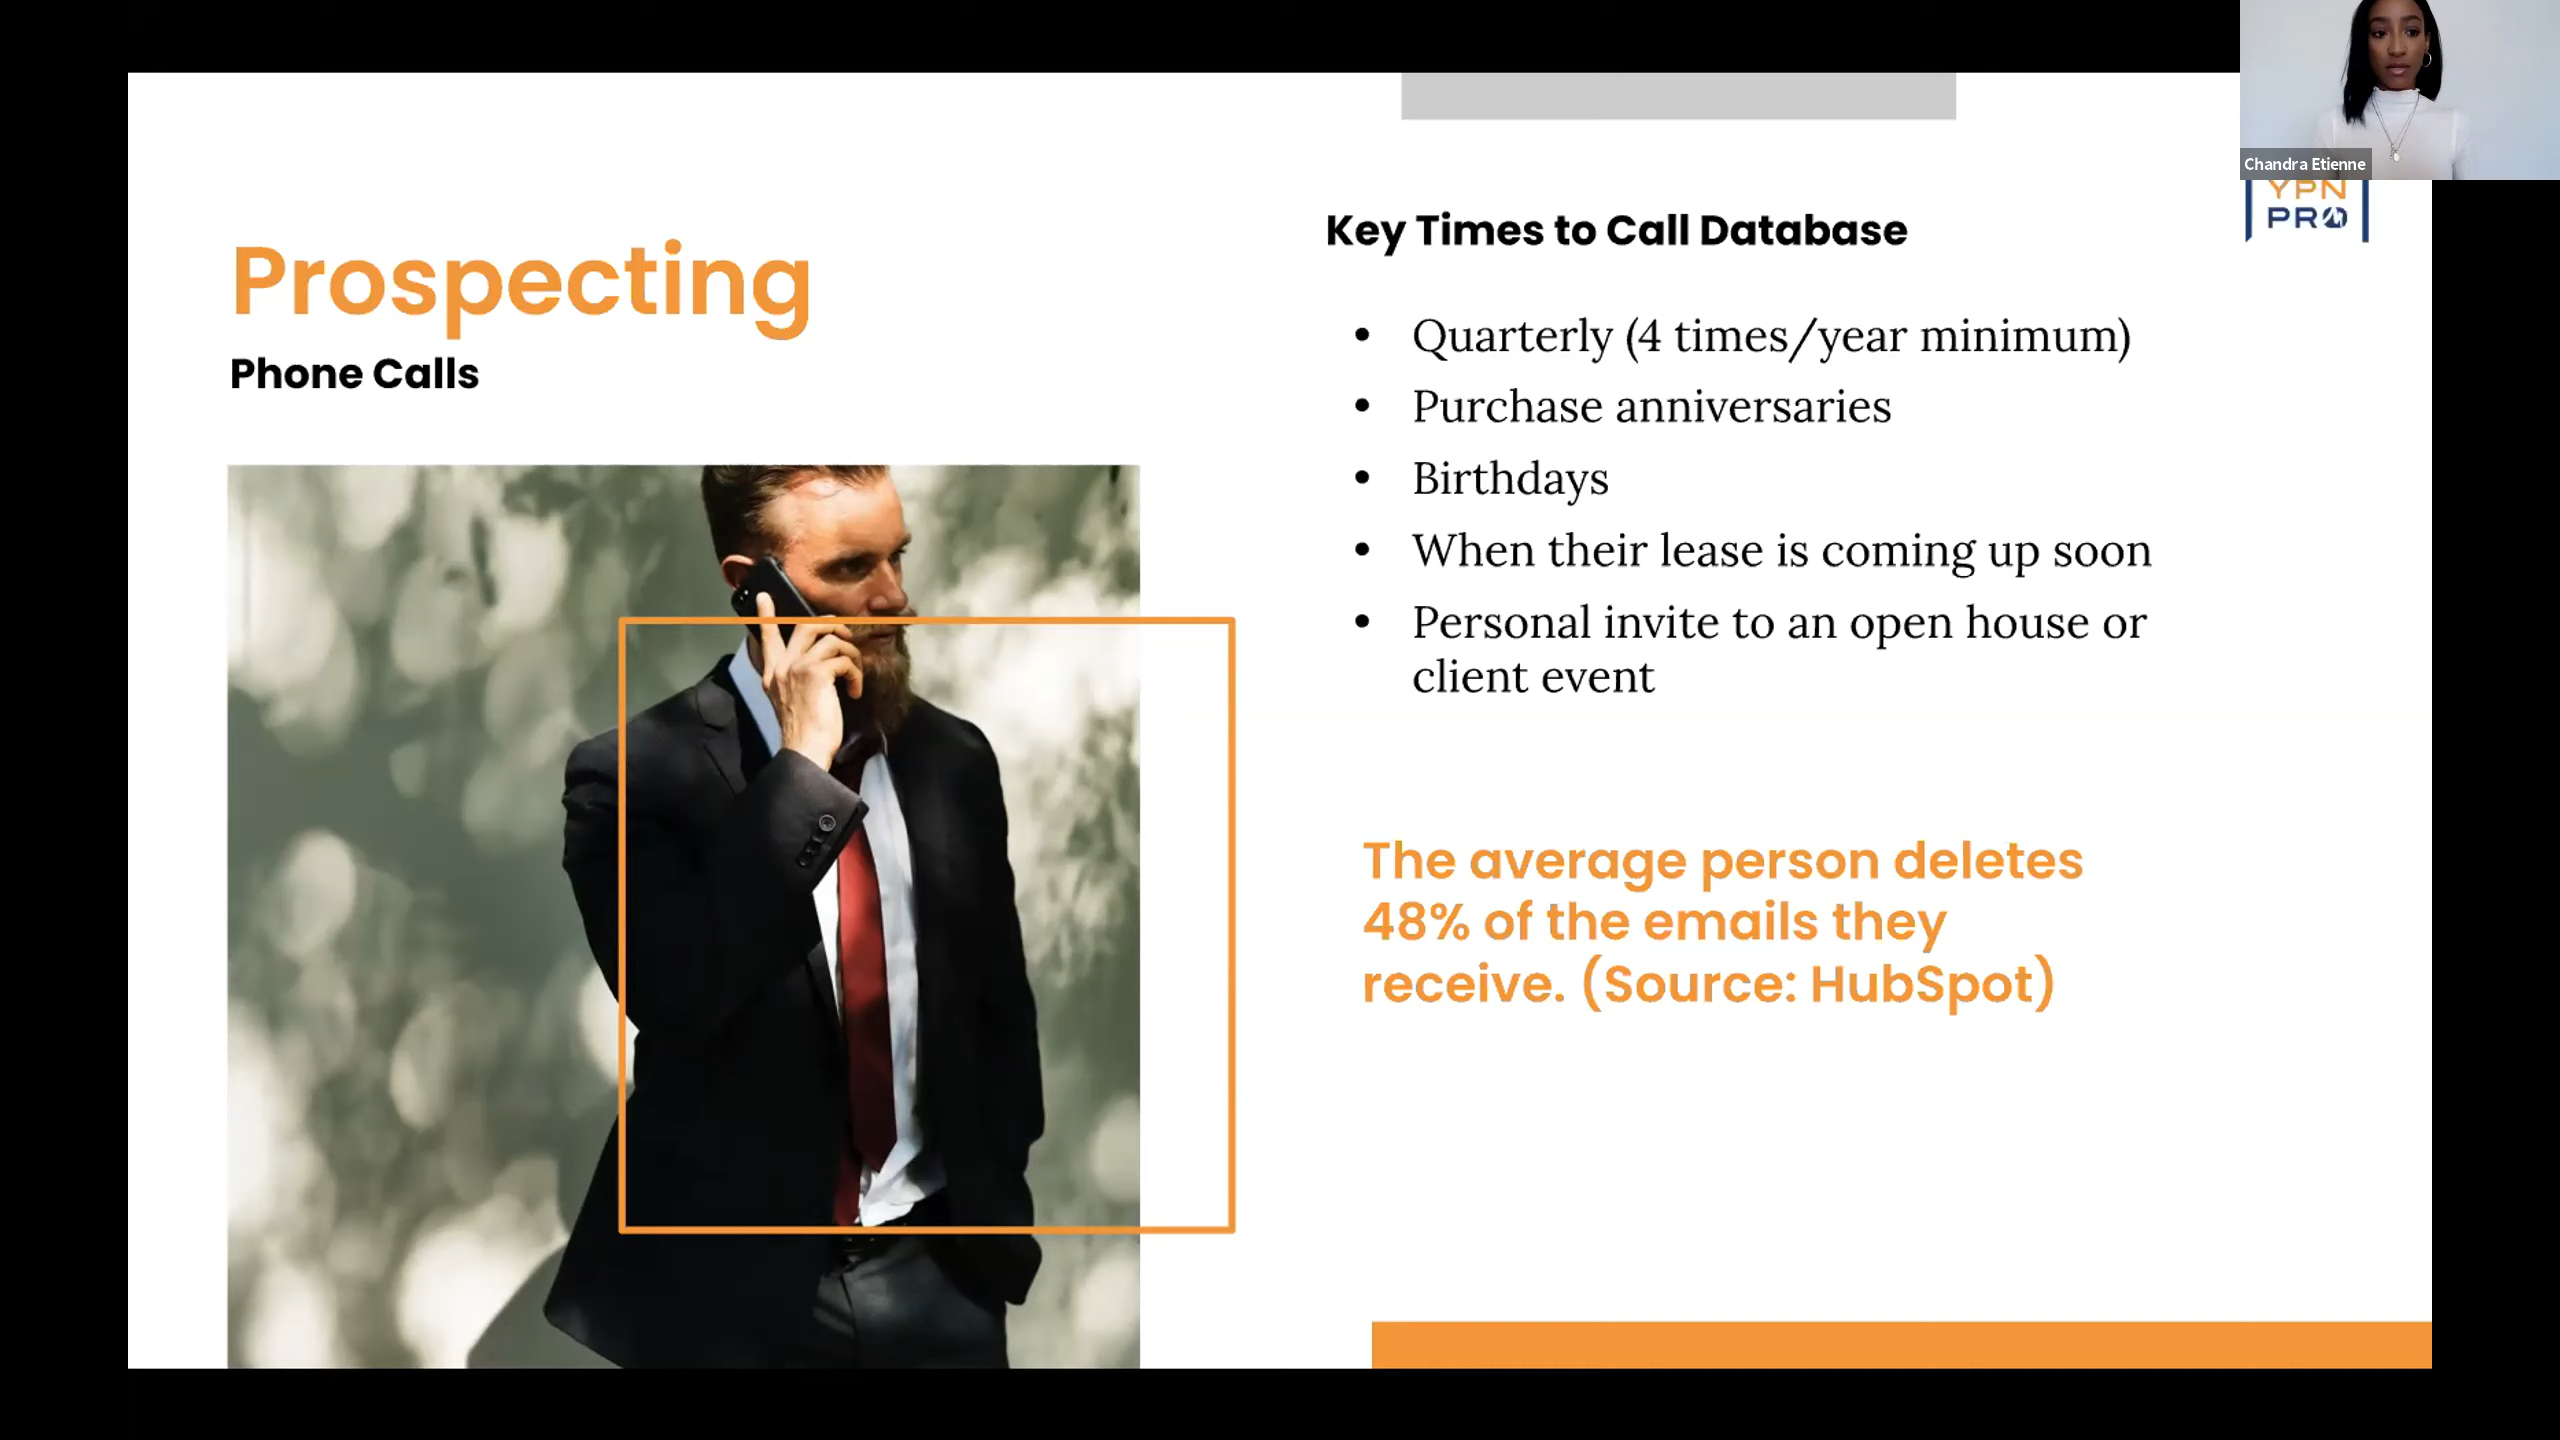 Chandra Etienne
YPN
PRO
Prospecting
Phone Calls
Key Times to Call Database
• Quarterly (4 times/year minimum)
• Purchase anniversaries
• Birthdays
• When their lease is coming up soon
• Personal invite to an open house or
client event
The average person deletes
48% of the emails they
receive. (Source: HubSpot)